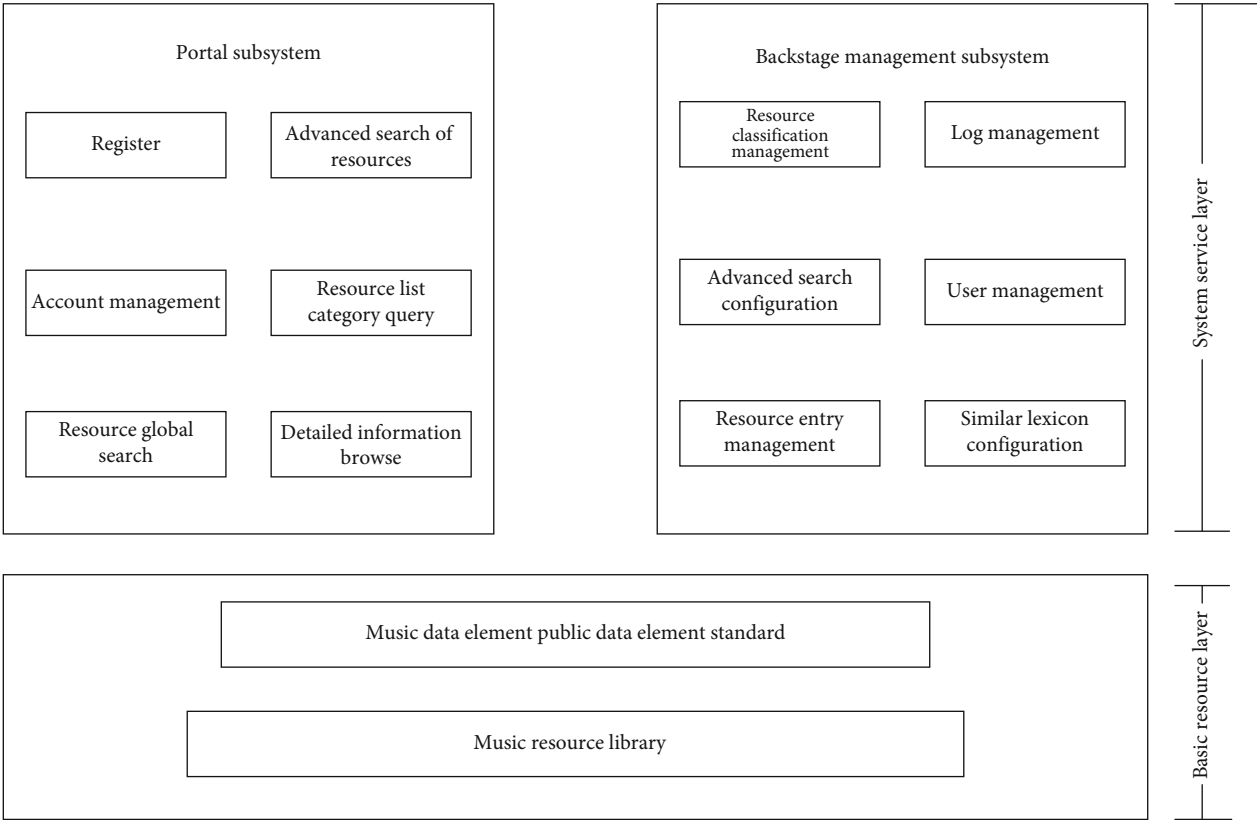 Portal subsystem
Register
Advanced search of
resources
Account management
Resource list
category query
Resource global
search
Detailed information
browse
Backstage management subsystem
Resource
classification
management
Log management
Advanced search
configuration
User management
Resource entry
management
Similar lexicon
configuration
System service layer
Music data element public data element standard
Music resource library
Basic resource layer